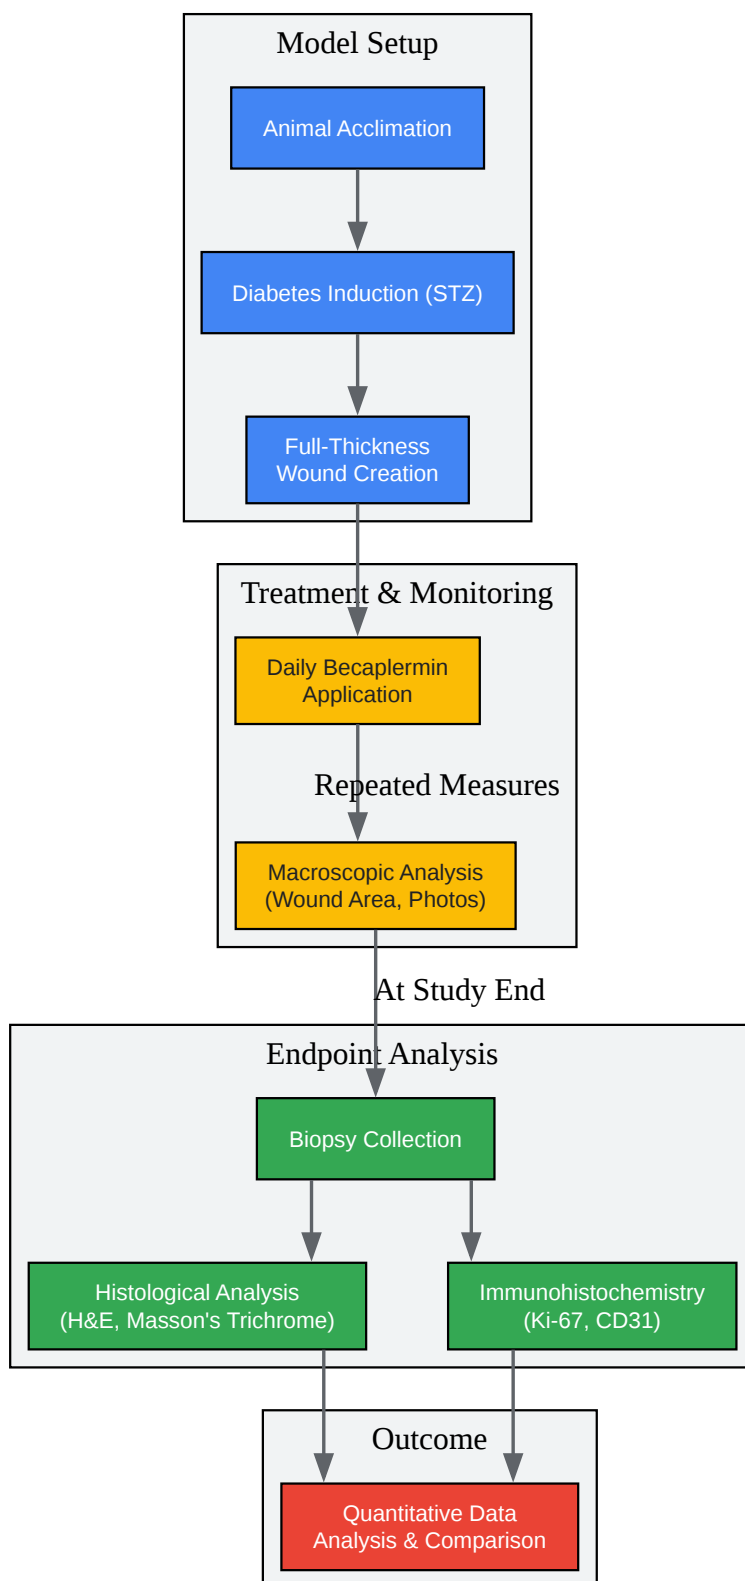 Model Setup
Animal Acclimation
Diabetes Induction (STZ)
Full-Thickness
Wound Creation
Treatment & Monitoring
Daily Becaplermin
Application
Repeated Measures
Macroscopic Analysis
(Wound Area, Photos)
At Study End
Endpoint Analysis
Biopsy Collection
Histological Analysis
(H&E, Masson's Trichrome)
Immunohistochemistry
(Ki-67, CD31)
Outcome
Quantitative Data
Analysis & Comparison